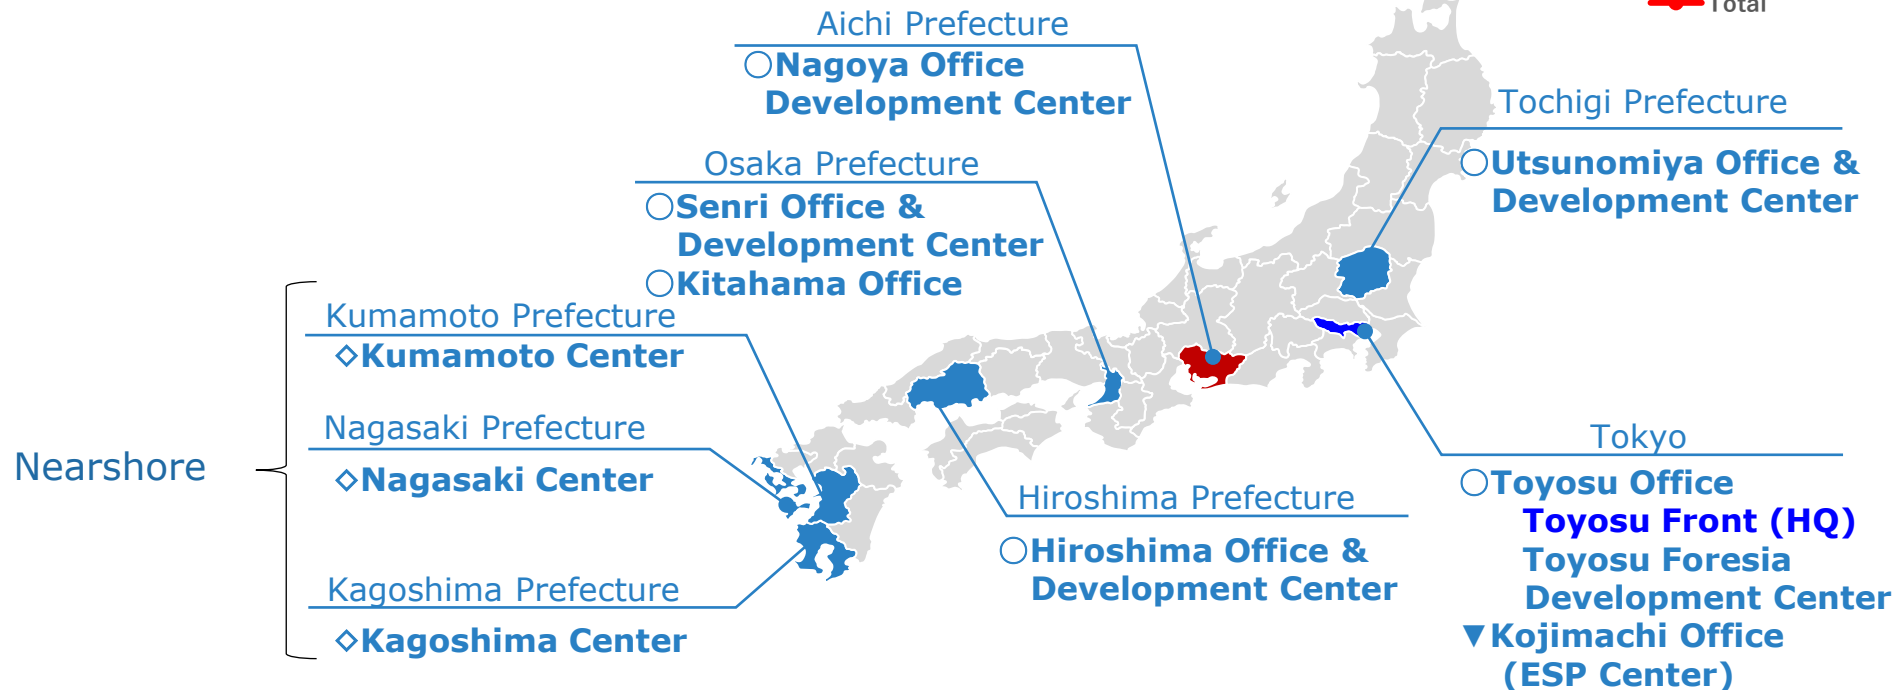 Total
Aichi Prefecture
○Nagoya Office
Development Center
Tochigi Prefecture
○Utsunomiya Office &
Development Center
Osaka Prefecture
○Senri Office &
Development Center
○Kitahama Office
Kumamoto Prefecture
◇Kumamoto Center
Nagasaki Prefecture
◇Nagasaki Center
Kagoshima Prefecture
◇Kagoshima Center
Nearshore
Hiroshima Prefecture
○Hiroshima Office &
Development Center
Tokyo
○Toyosu Office
Toyosu Front (HQ)
Toyosu Foresia
Development Center
▼Kojimachi Office
(ESP Center)